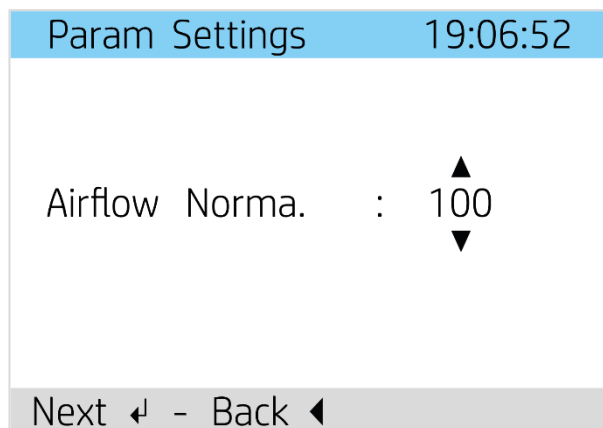 Param Settings 19:06:52
Airflow Norma. : 100
Next ↲ - Back ◀